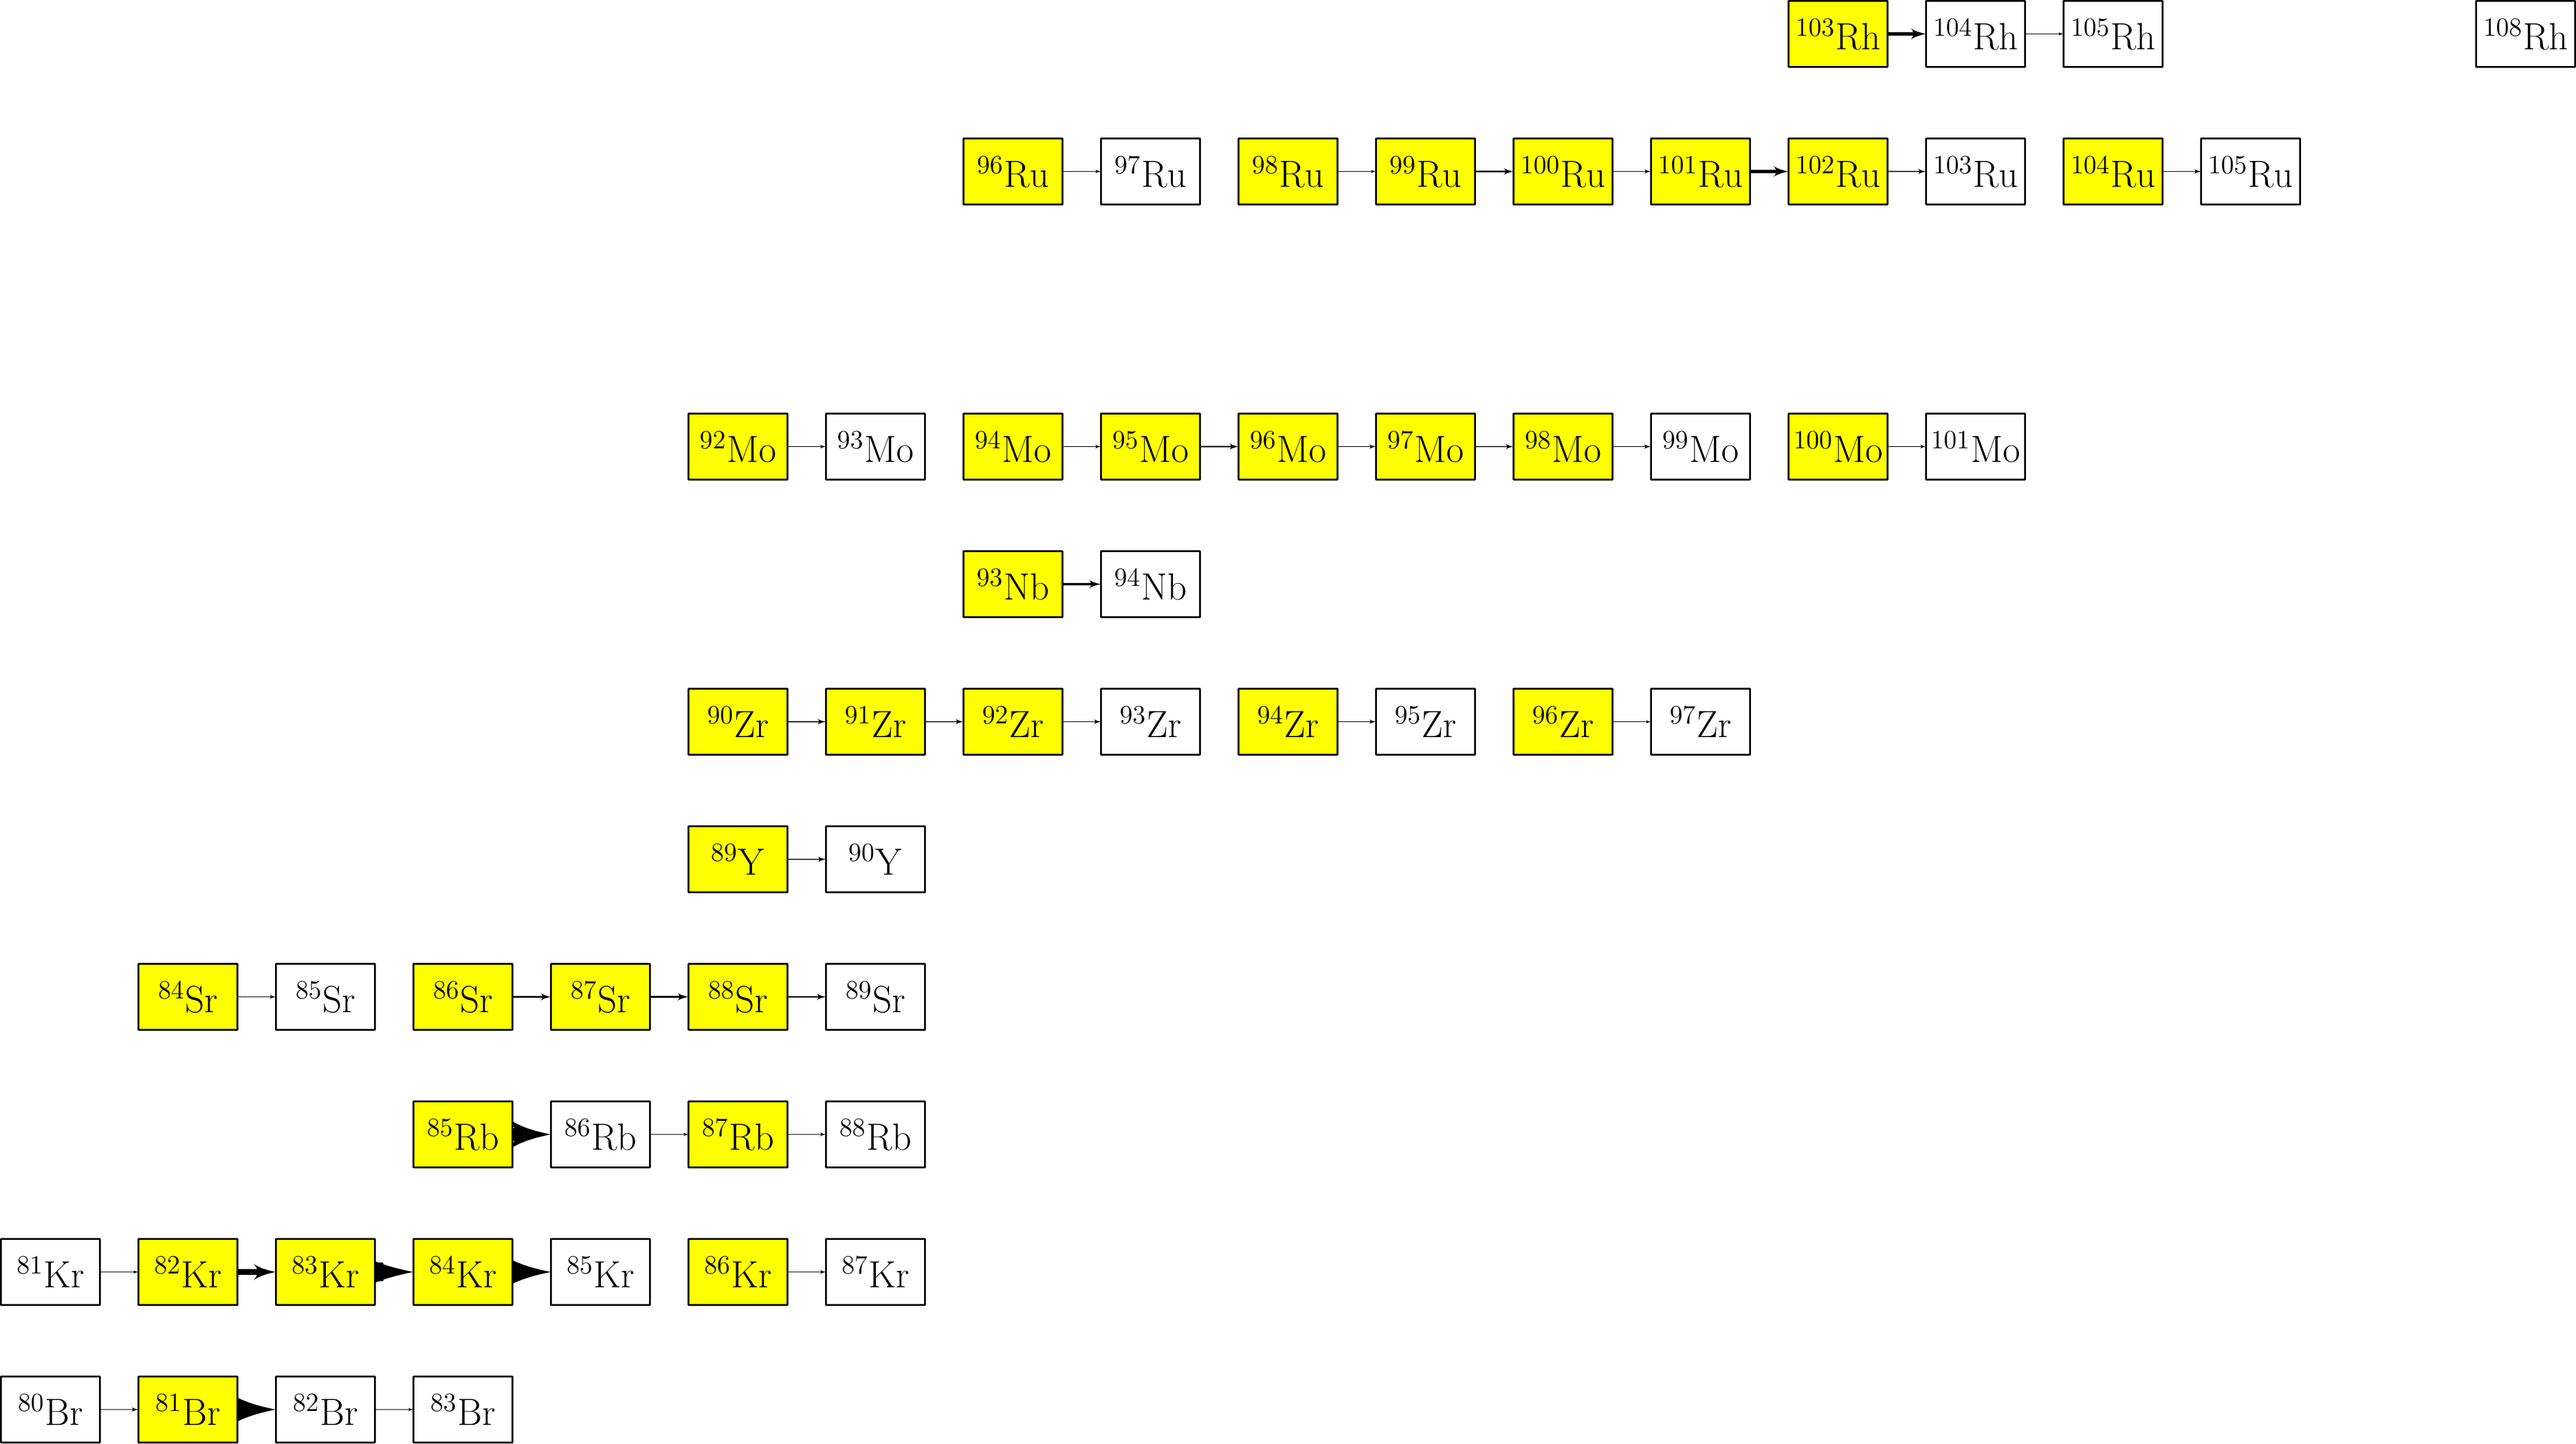 ¹⁰³Rh ¹⁰⁴Rh ¹⁰⁵Rh ¹⁰⁸Rh
⁹⁶Ru ⁹⁷Ru ⁹⁸Ru ⁹⁹Ru ¹⁰⁰Ru ¹⁰¹Ru ¹⁰²Ru ¹⁰³Ru ¹⁰⁴Ru ¹⁰⁵Ru
⁹²Mo ⁹³Mo ⁹⁴Mo ⁹⁵Mo ⁹⁶Mo ⁹⁷Mo ⁹⁸Mo ⁹⁹Mo ¹⁰⁰Mo ¹⁰¹Mo
⁹³Nb ⁹⁴Nb
⁹⁰Zr ⁹¹Zr ⁹²Zr ⁹³Zr ⁹⁴Zr ⁹⁵Zr ⁹⁶Zr ⁹⁷Zr
⁸⁹Y ⁹⁰Y
⁸⁴Sr ⁸⁵Sr ⁸⁶Sr ⁸⁷Sr ⁸⁸Sr ⁸⁹Sr
⁸⁵Rb ⁸⁶Rb ⁸⁷Rb ⁸⁸Rb
⁸¹Kr ⁸²Kr ⁸³Kr ⁸⁴Kr ⁸⁵Kr ⁸⁶Kr ⁸⁷Kr
⁸⁰Br ⁸¹Br ⁸²Br ⁸³Br